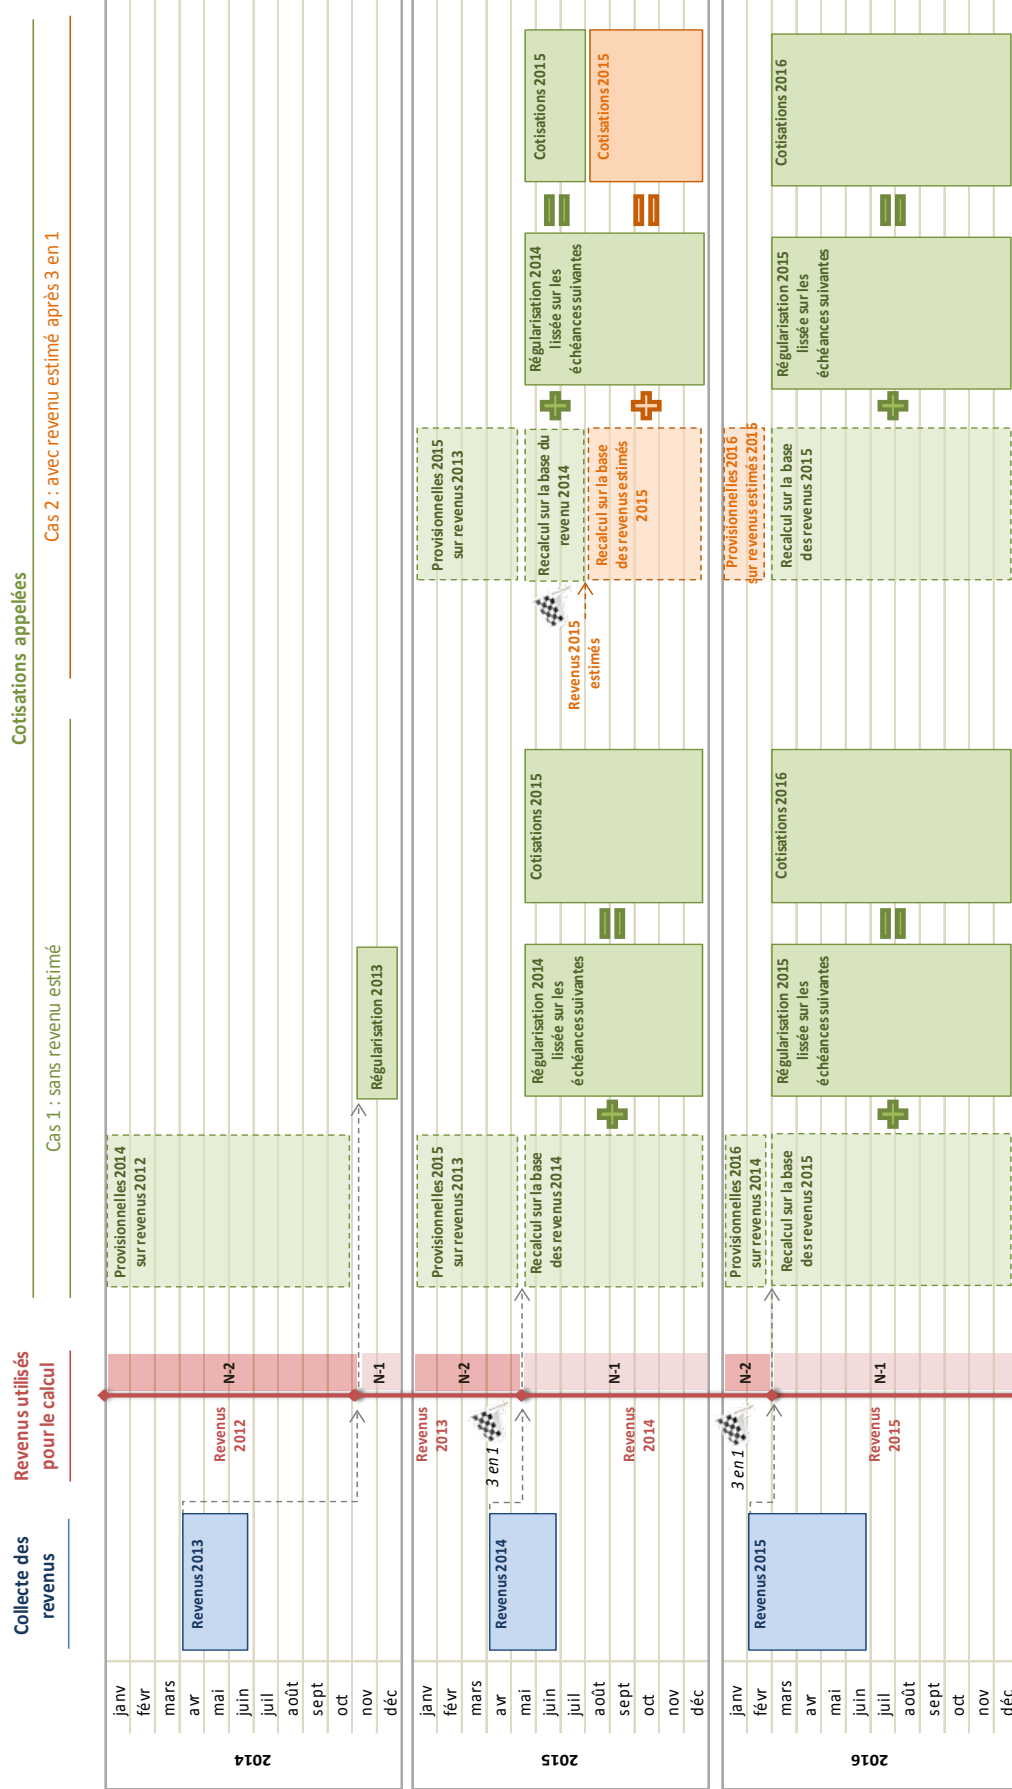 Collecte des
revenus
Revenus utilisés
pour le calcul
Cotisations appelées
Cas 1 : sans revenu estimé
Cas 2 : avec revenu estimé après 3 en 1
2014
janv
févr
mars
avr
mai
juin
juil
août
sept
oct
nov
déc
Revenus 2013
Revenus
2012
N-2
N-1
Provisionnelles 2014
sur revenus 2012
Régularisation 2013
2015
janv
févr
mars
avr
mai
juin
juil
août
sept
oct
nov
déc
Revenus 2014
Revenus
2013
3 en 1
Revenus
2014
N-2
N-1
Provisionnelles 2015
sur revenus 2013
Recalcul sur la base
des revenus 2014
Régularisation 2014
lissée sur les
échéances suivantes
Cotisations 2015
Revenus 2015
estimés
Provisionnelles 2015
sur revenus 2013
Recalcul sur la base du
revenu 2014
Recalcul sur la base
des revenus estimés
2015
Régularisation 2014
lissée sur les
échéances suivantes
Cotisations 2015
Cotisations 2015
2016
janv
févr
mars
avr
mai
juin
juil
août
sept
oct
nov
déc
Revenus 2015
3 en 1
Revenus
2015
N-2
N-1
Provisionnelles 2016
sur revenus 2014
Recalcul sur la base
des revenus 2015
Régularisation 2015
lissée sur les
échéances suivantes
Cotisations 2016
Provisionnelles 2016
sur revenus estimés 2015
Recalcul sur la base
des revenus 2015
Régularisation 2015
lissée sur les
échéances suivantes
Cotisations 2016